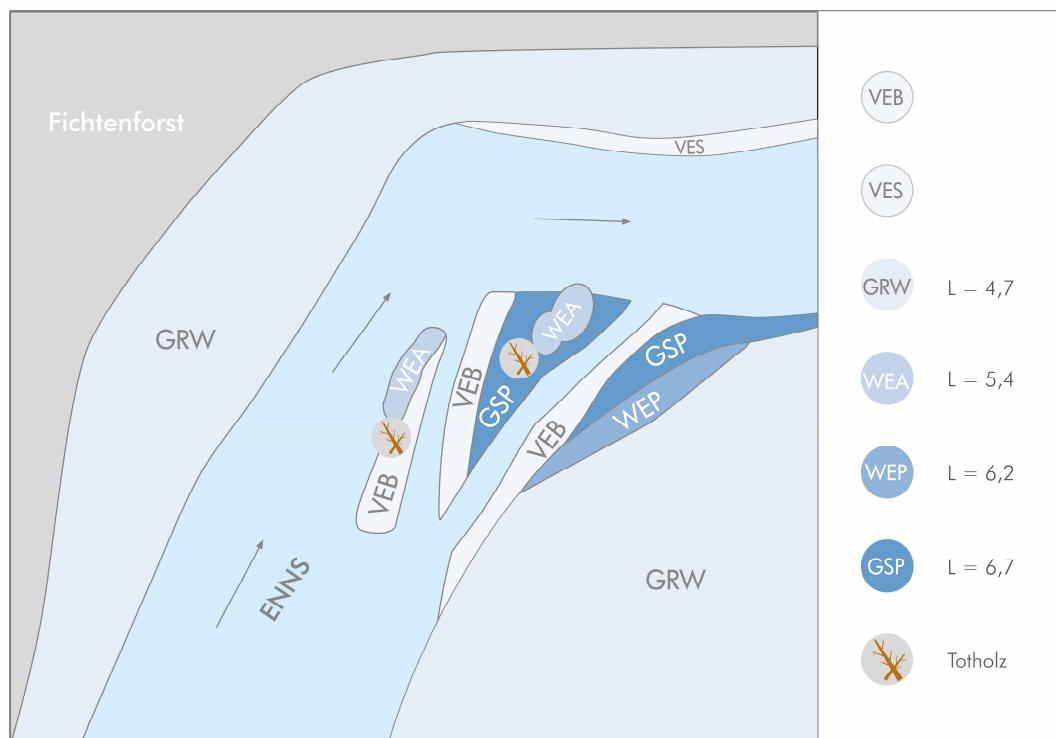 Fichtenforst
VES
GRW
WEA
VEB
GSP
WEA
VEB
GSP
WEP
VEB
ENNS
GRW
VEB
VES
GRW L – 4,7
WEA L = 5,4
WEP L = 6,2
GSP L = 6,7
Totholz